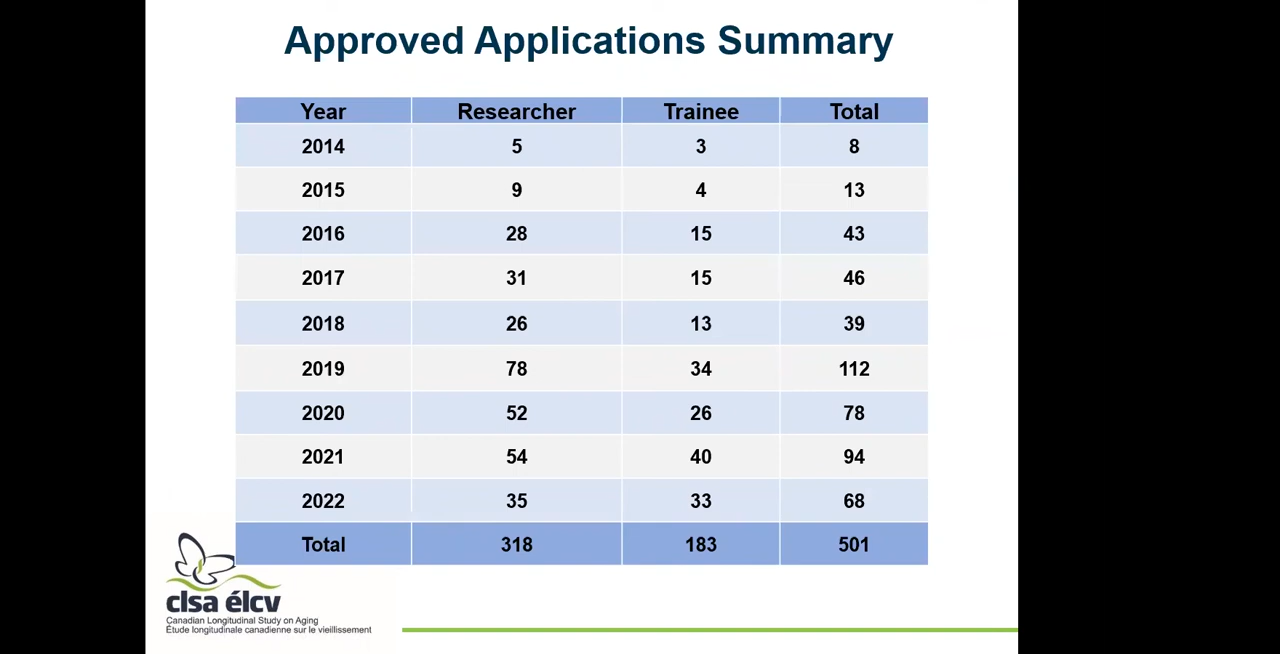 Approved Applications Summary
Year Researcher Trainee Total
2014 5 3 8
2015 9 4 13
2016 28 15 43
2017 31 15 46
2018 26 13 39
2019 78 34 112
2020 52 26 78
2021 54 40 94
2022 35 33 68
Total 318 183 501
clsa élcv
Canadian Longitudinal Study on Aging
Étude longitudinale canadienne sur le vieillissement